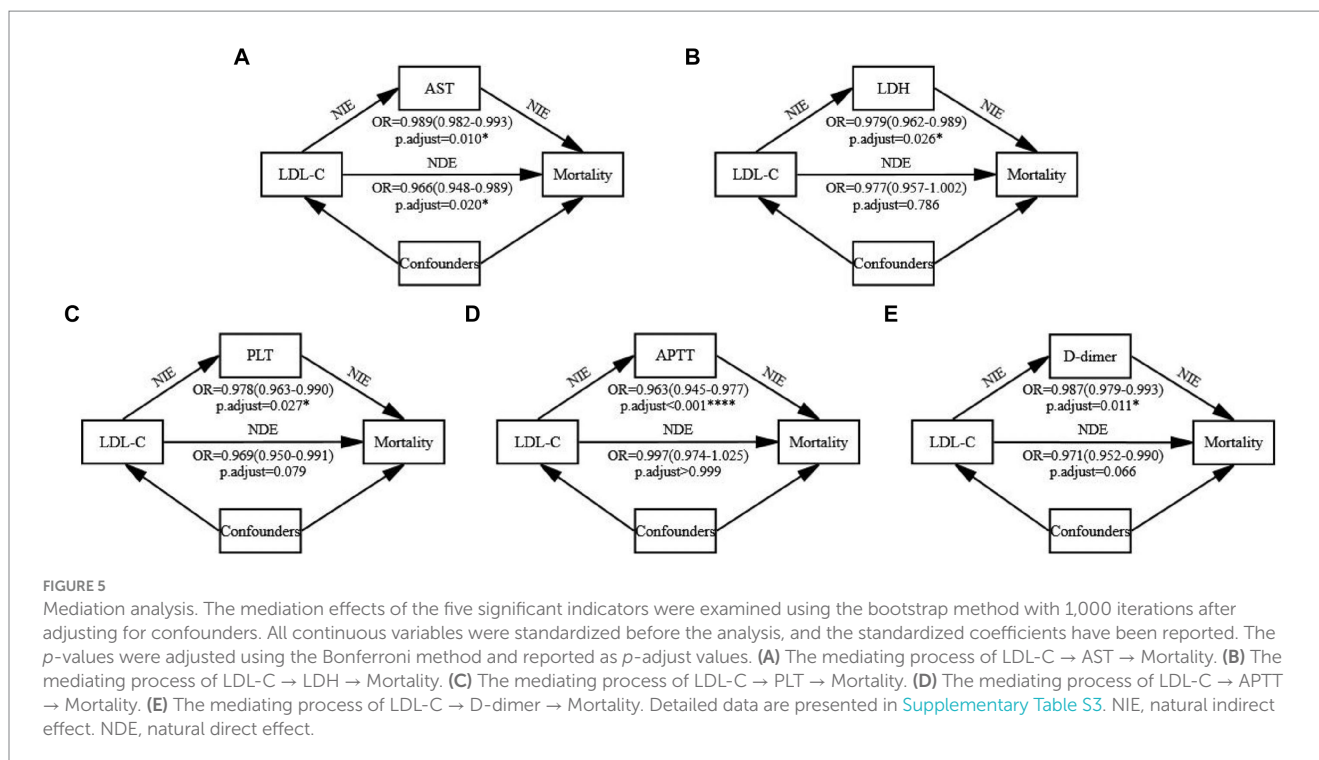 A
AST
NIE
NIE
OR=0.989(0.982-0.993)
p.adjust=0.010*
LDL-C
NDE
Mortality
OR=0.966(0.948-0.989)
p.adjust=0.020*
Confounders
B
LDH
NIE
NIE
OR=0.979(0.962-0.989)
p.adjust=0.026*
LDL-C
NDE
Mortality
OR=0.977(0.957-1.002)
p.adjust=0.786
Confounders
C
PLT
NIE
NIE
OR=0.978(0.963-0.990)
p.adjust=0.027*
LDL-C
NDE
Mortality
OR=0.969(0.950-0.991)
p.adjust=0.079
Confounders
D
APTT
NIE
NIE
OR=0.963(0.945-0.977)
p.adjust<0.001****
LDL-C
NDE
Mortality
OR=0.997(0.974-1.025)
p.adjust>0.999
Confounders
E
D-dimer
NIE
NIE
OR=0.987(0.979-0.993)
p.adjust=0.011*
LDL-C
NDE
Mortality
OR=0.971(0.952-0.990)
p.adjust=0.066
Confounders
FIGURE 5
Mediation analysis. The mediation effects of the five significant indicators were examined using the bootstrap method with 1,000 iterations after
adjusting for confounders. All continuous variables were standardized before the analysis, and the standardized coefficients have been reported. The
p-values were adjusted using the Bonferroni method and reported as p-adjust values. (A) The mediating process of LDL-C → AST → Mortality. (B) The
mediating process of LDL-C → LDH → Mortality. (C) The mediating process of LDL-C → PLT → Mortality. (D) The mediating process of LDL-C → APTT
→ Mortality. (E) The mediating process of LDL-C → D-dimer → Mortality. Detailed data are presented in Supplementary Table S3. NIE, natural indirect
effect. NDE, natural direct effect.